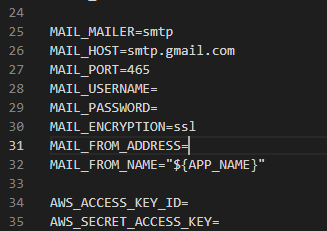 24
25 MAIL_MAILER=smtp
26 MAIL_HOST=smtp.gmail.com
27 MAIL_PORT=465
28 MAIL_USERNAME=
29 MAIL_PASSWORD=
30 MAIL_ENCRYPTION=ssl
31 MAIL_FROM_ADDRESS=
32 MAIL_FROM_NAME="${APP_NAME}"
33
34 AWS_ACCESS_KEY_ID=
35 AWS_SECRET_ACCESS_KEY=